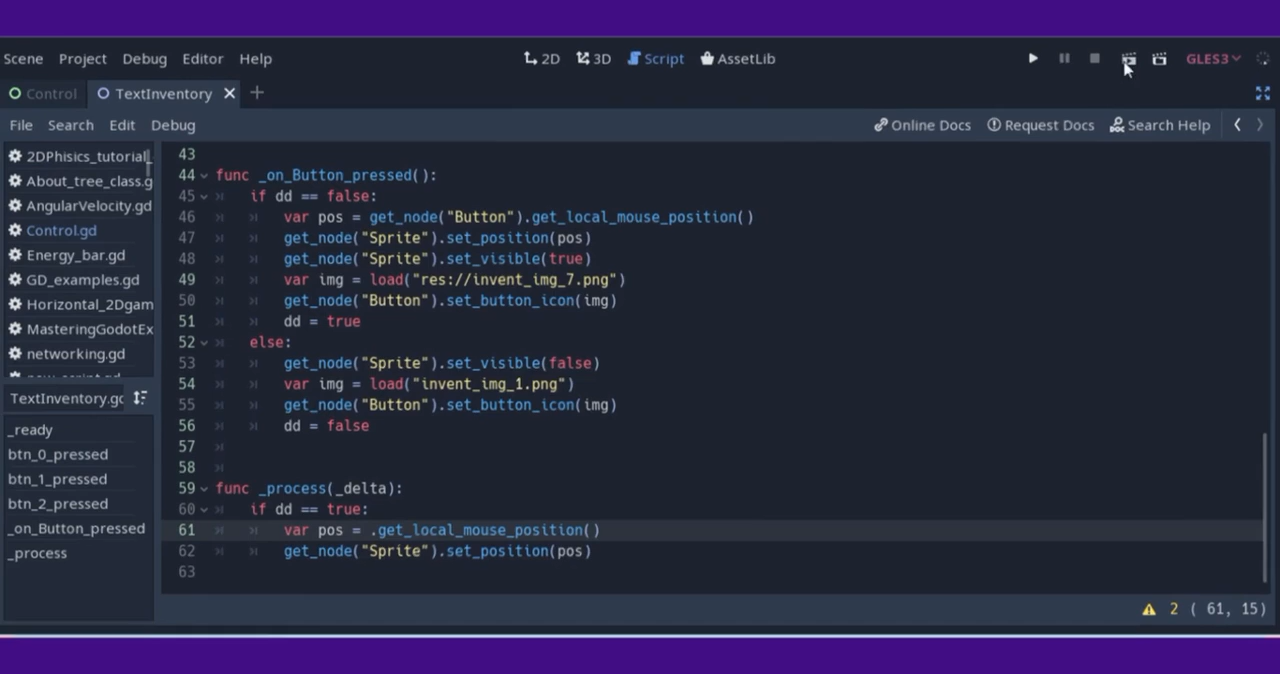 Scene Project Debug Editor Help 2D 3D Script AssetLib GLES3
Control TextInventory
File Search Edit Debug Online Docs Request Docs Search Help
2DPhisics_tutorial
About_tree_class.g
AngularVelocity.gd
Control.gd
Energy_bar.gd
GD_examples.gd
Horizontal_2Dgam
MasteringGodotEx
networking.gd
TextInventory.gd
_ready
btn_0_pressed
btn_1_pressed
btn_2_pressed
_on_Button_pressed
_process
43
44 func _on_Button_pressed():
45 if dd == false:
46 var pos = get_node("Button").get_local_mouse_position()
47 get_node("Sprite").set_position(pos)
48 get_node("Sprite").set_visible(true)
49 var img = load("res://invent_img_7.png")
50 get_node("Button").set_button_icon(img)
51 dd = true
52 else:
53 get_node("Sprite").set_visible(false)
54 var img = load("invent_img_1.png")
55 get_node("Button").set_button_icon(img)
56 dd = false
57
58
59 func _process(_delta):
60 if dd == true:
61 var pos = .get_local_mouse_position()
62 get_node("Sprite").set_position(pos)
63
2 ( 61, 15)